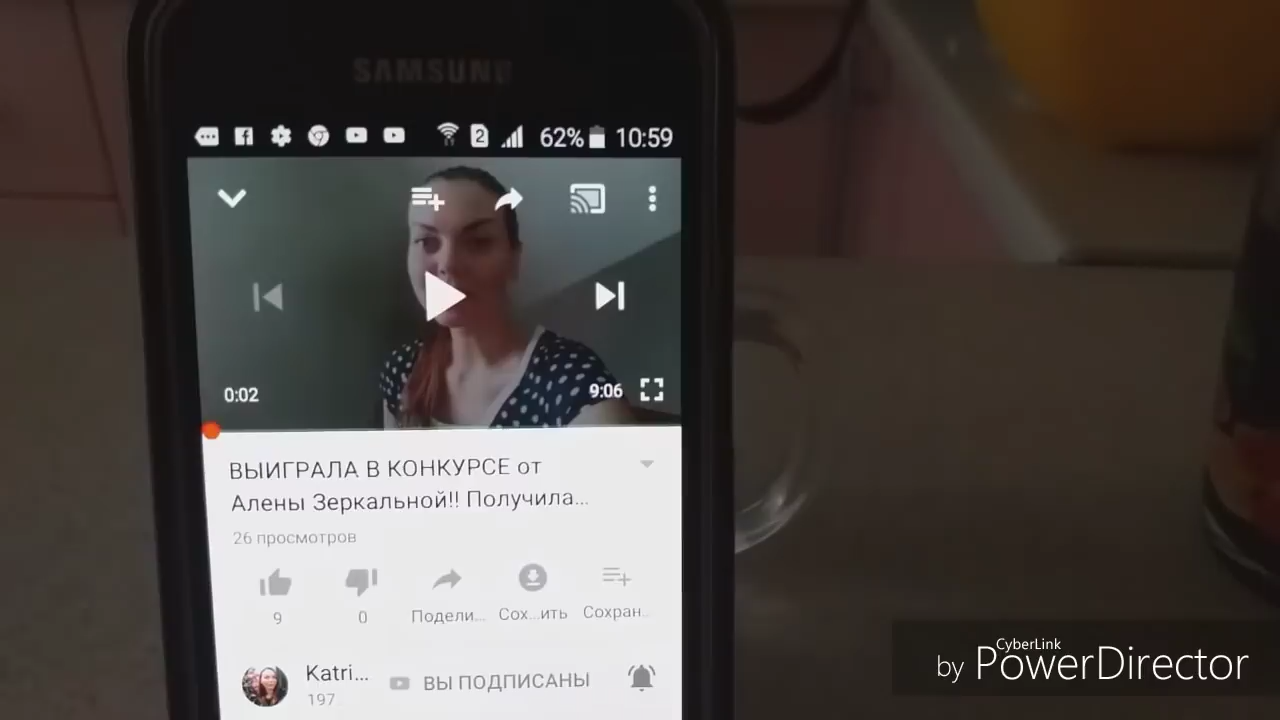 SAMSUNG
2 62% 10:59
0:02 9:06
ВЫИГРАЛА В КОНКУРСЕ от
Алены Зеркальной!! Получила...
26 просмотров
9 0 Подели... Сох...ить Сохран...
Katri... ВЫ ПОДПИСАНЫ
197
CyberLink
by PowerDirector